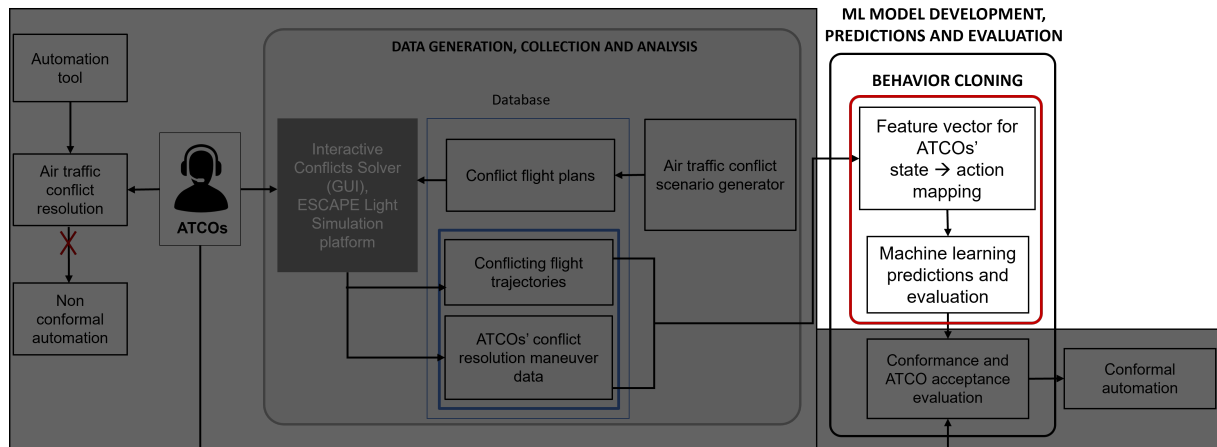 ML MODEL DEVELOPMENT,
PREDICTIONS AND EVALUATION
DATA GENERATION, COLLECTION AND ANALYSIS
BEHAVIOR CLONING
Automation
tool
Database
Air traffic
conflict
resolution
ATCOs
Interactive
Conflicts Solver
(GUI),
ESCAPE Light
Simulation
platform
Conflict flight plans
Air traffic conflict
scenario generator
Feature vector for
ATCOs'
state → action
mapping
Conflicting flight
trajectories
Machine learning
predictions and
evaluation
Non
conformal
automation
ATCOs' conflict
resolution maneuver
data
Conformance and
ATCO acceptance
evaluation
Conformal
automation